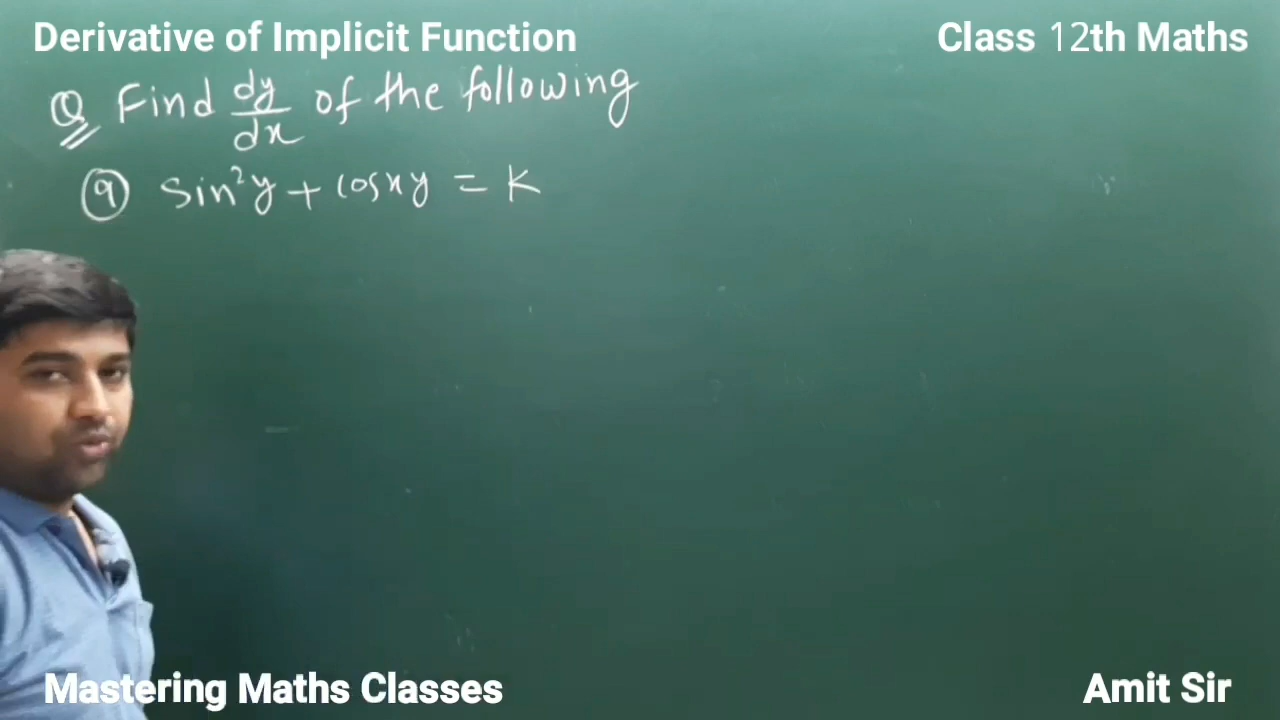 Derivative of Implicit Function
Class 12th Maths
Q Find dy/dx of the following
(9) sin²y + cosxy = K
Mastering Maths Classes
Amit Sir